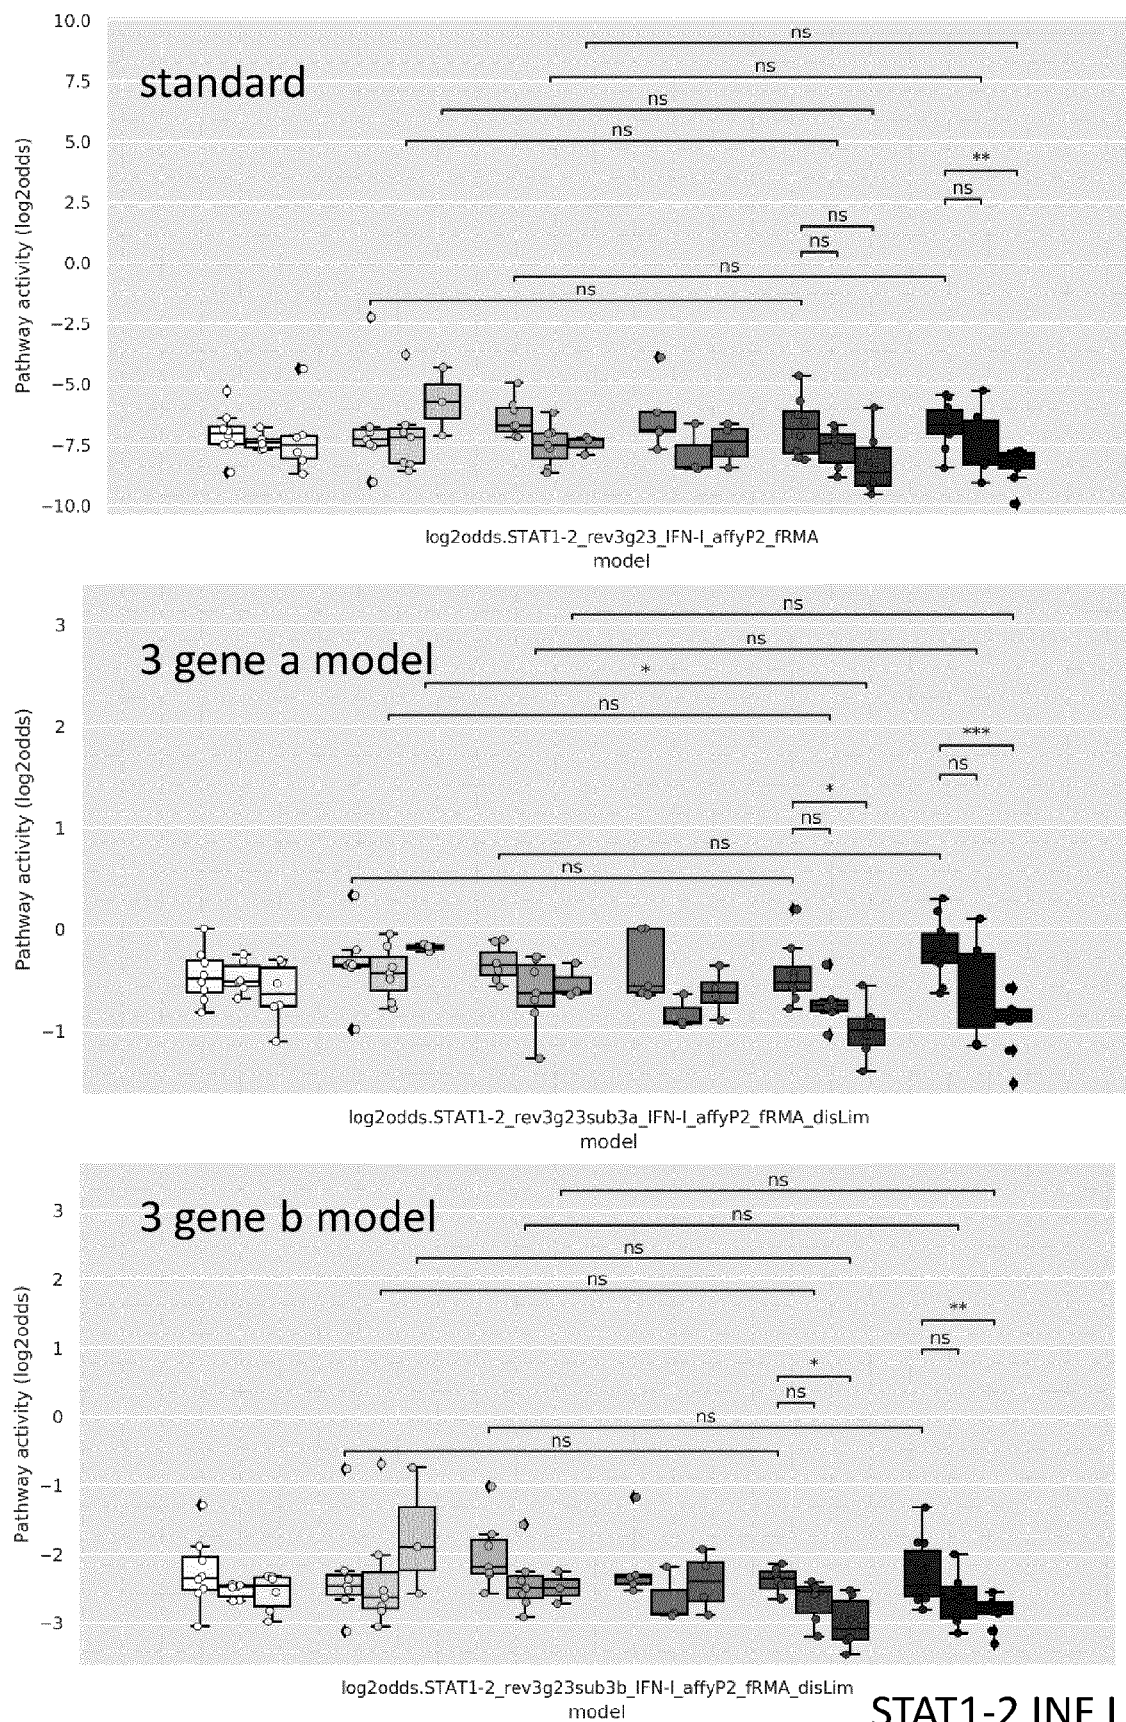 10.0
ns
7.5
standard
ns
ns
5.0
ns
**
2.5
ns
ns
ns
0.0
ns
ns
−2.5
−5.0
−7.5
−10.0
Pathway activity (log2odds)
log2odds.STAT1-2_rev3g23_IFN-I_affyP2_fRMA
model
ns
3
3 gene a model
ns
*
ns
2
***
ns
*
1
ns
ns
ns
0
−1
Pathway activity (log2odds)
log2odds.STAT1-2_rev3g23sub3a_IFN-I_affyP2_fRMA_disLim
model
ns
3
3 gene b model
ns
ns
2
ns
**
1
ns
*
ns
0
ns
ns
−1
−2
−3
Pathway activity (log2odds)
log2odds.STAT1-2_rev3g23sub3b_IFN-I_affyP2_fRMA_disLim
model
STAT1-2 INF I